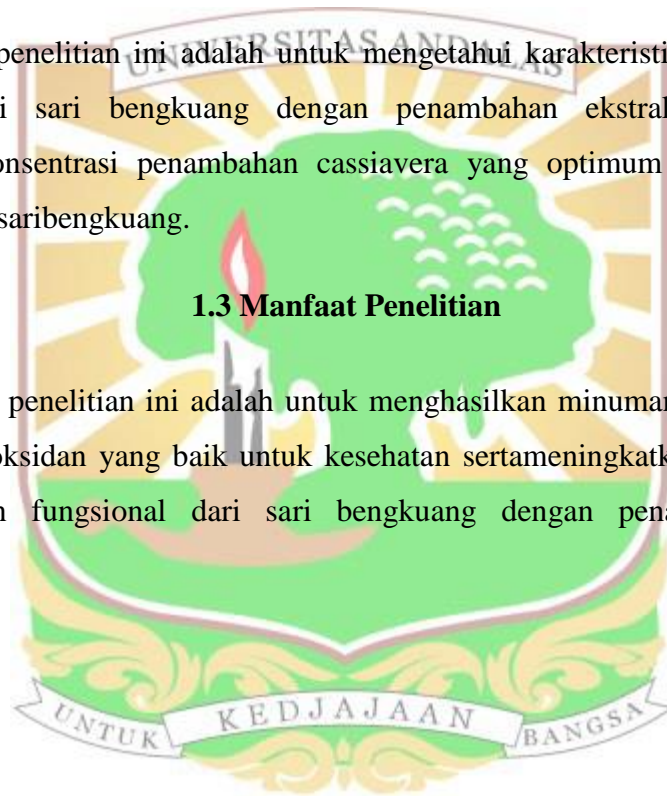 UNIVERSITAS ANDALAS
penelitian ini adalah untuk mengetahui karakteristi
i sari bengkuang dengan penambahan ekstra
onsentrasi penambahan cassiavera yang optimum
saribengkuang.
1.3 Manfaat Penelitian
penelitian ini adalah untuk menghasilkan minuman
oksidan yang baik untuk kesehatan sertameningkatk
n fungsional dari sari bengkuang dengan pena
UNTUK KEDJAJAAN BANGSA